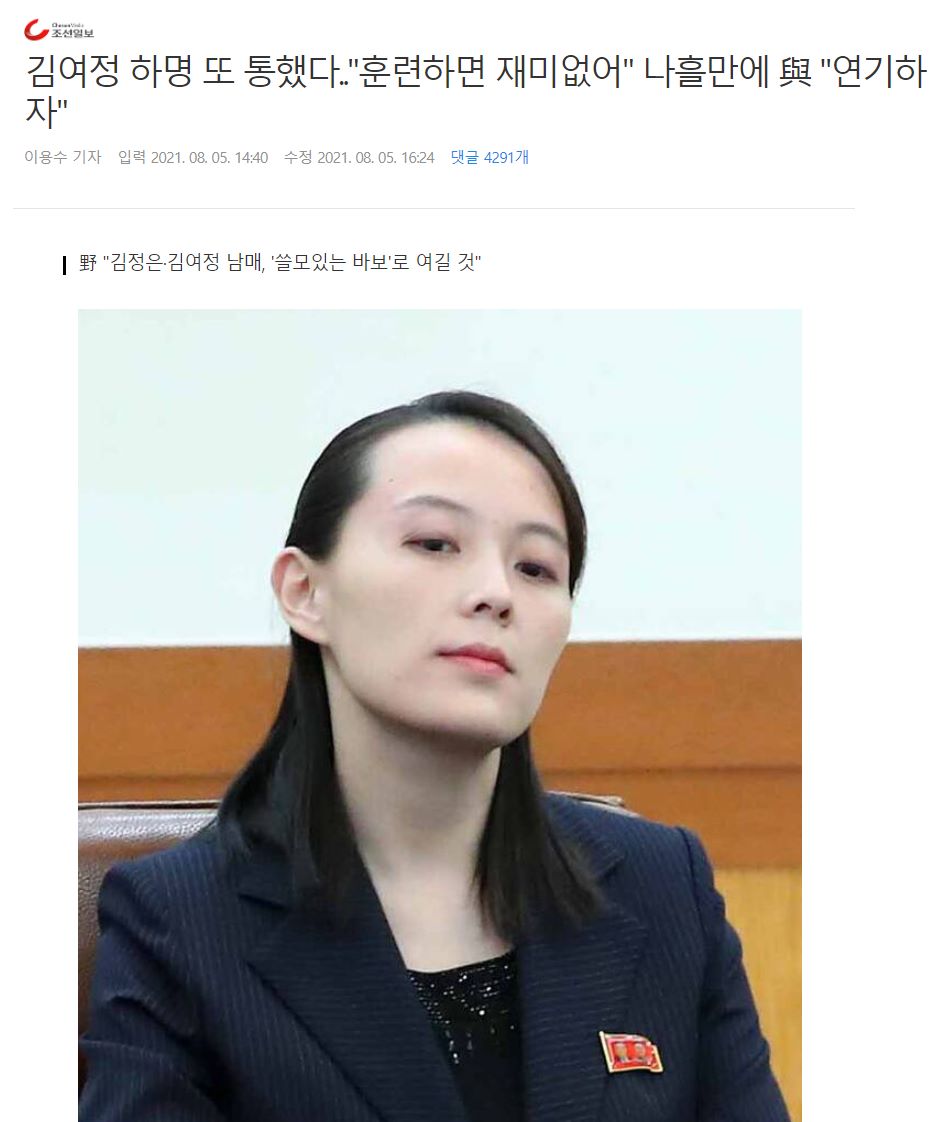 ChosunMedia
조선일보
김여정 하명 또 통했다.."훈련하면 재미없어" 나흘만에 與 "연기하
자"
이용수 기자 입력 2021. 08. 05. 14:40 수정 2021. 08. 05. 16:24 댓글 4291개
野 "김정은·김여정 남매, '쓸모있는 바보'로 여길 것"